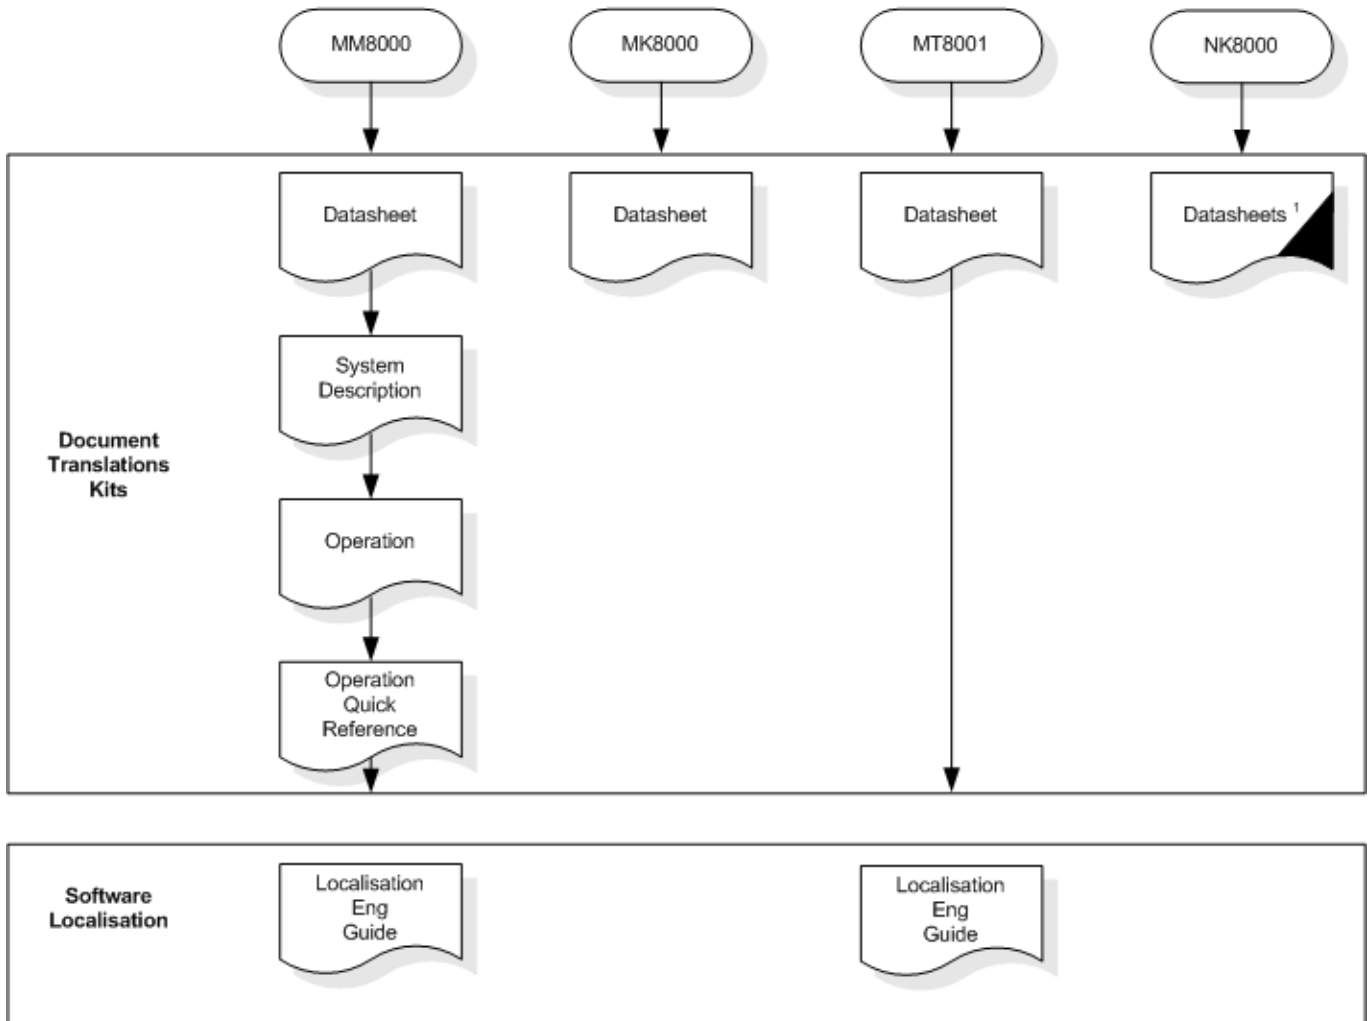 MM8000
MK8000
MT8001
NK8000
Datasheet
Datasheet
Datasheet
Datasheets 1
System
Description
Document
Translations
Kits
Operation
Operation
Quick
Reference
Software
Localisation
Localisation
Eng
Guide
Localisation
Eng
Guide